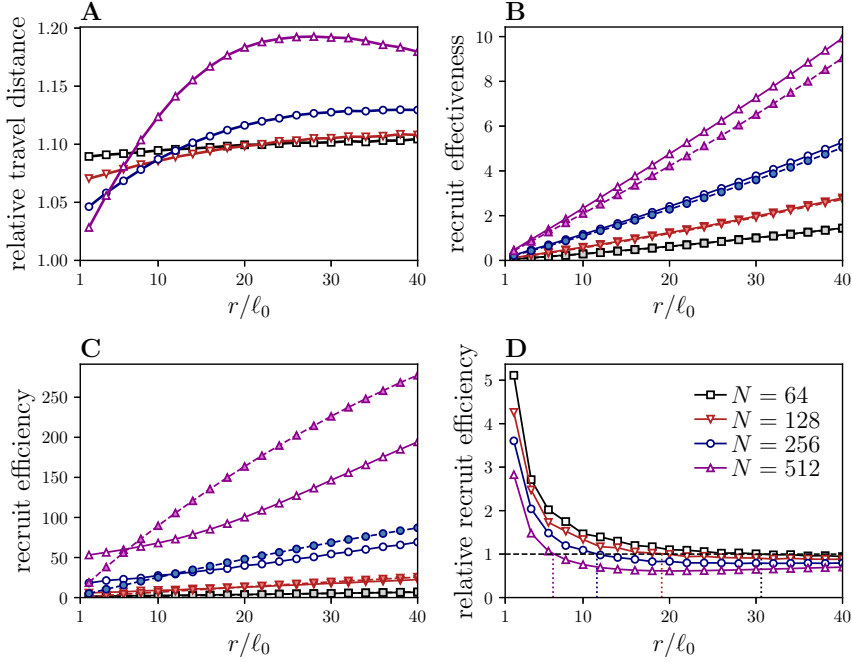 A
relative travel distance
1.20
1.15
1.10
1.05
1.00
1
10
20
30
40
r/ℓ0
B
recruit effectiveness
10
8
6
4
2
0
1
10
20
30
40
r/ℓ0
C
recruit efficiency
250
200
150
100
50
0
1
10
20
30
40
r/ℓ0
D
relative recruit efficiency
5
4
3
2
1
0
N = 64
N = 128
N = 256
N = 512
1
10
20
30
40
r/ℓ0